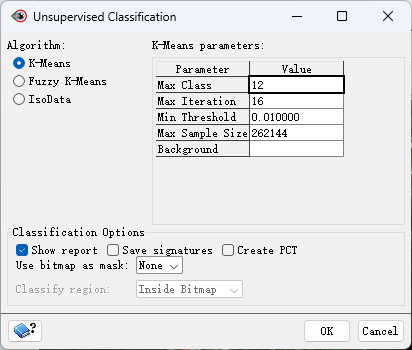 Unsupervised Classification
Algorithm:
K-Means
Fuzzy K-Means
IsoData
K-Means parameters:
Parameter Value
Max Class 12
Max Iteration 16
Min Threshold 0.010000
Max Sample Size 262144
Background
Classification Options
Show report Save signatures Create PCT
Use bitmap as mask: None
Classify region: Inside Bitmap
? OK Cancel